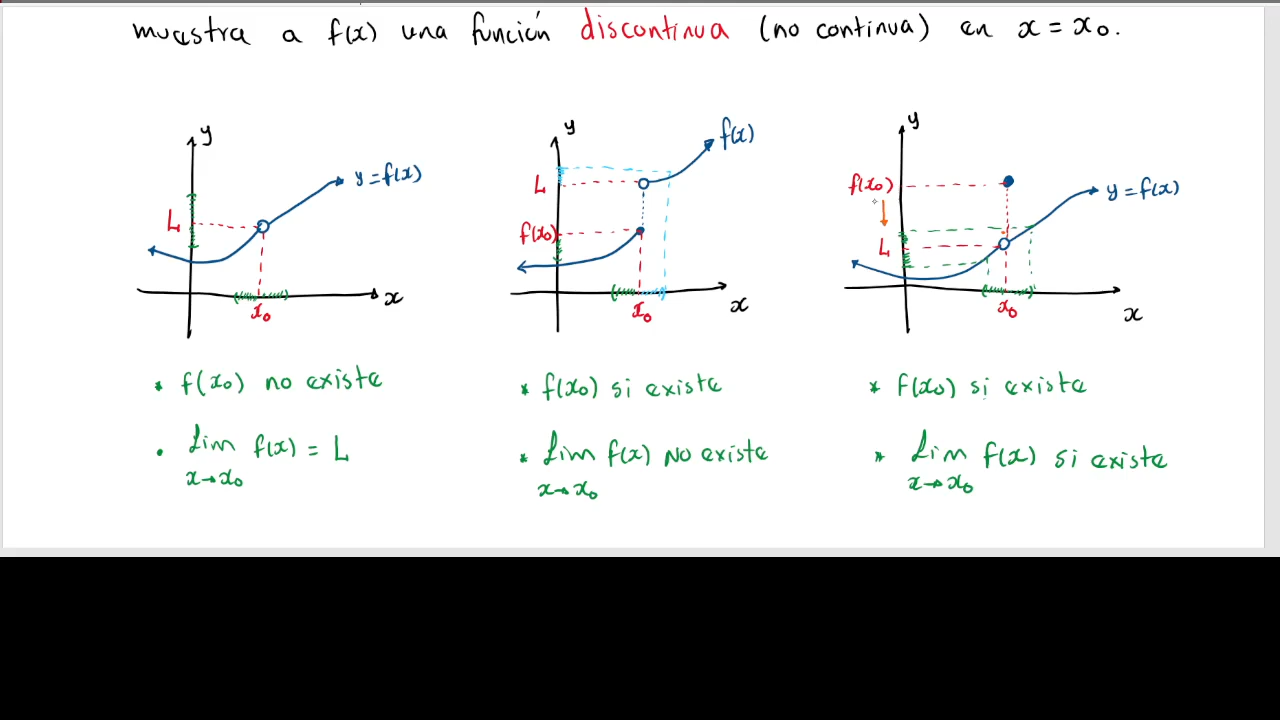 muestra a f(x) una función discontinua (no continua) en x = x₀.
y
y = f(x)
L
x₀
x
* f(x₀) no existe
• Lim f(x) = L
x→x₀
y
f(x)
L
f(x₀)
x₀
x
* f(x₀) si existe
* Lim f(x) No existe
x→x₀
y
f(x₀)
y = f(x)
L
x₀
x
* f(x₀) si existe
* Lim f(x) si existe
x→x₀